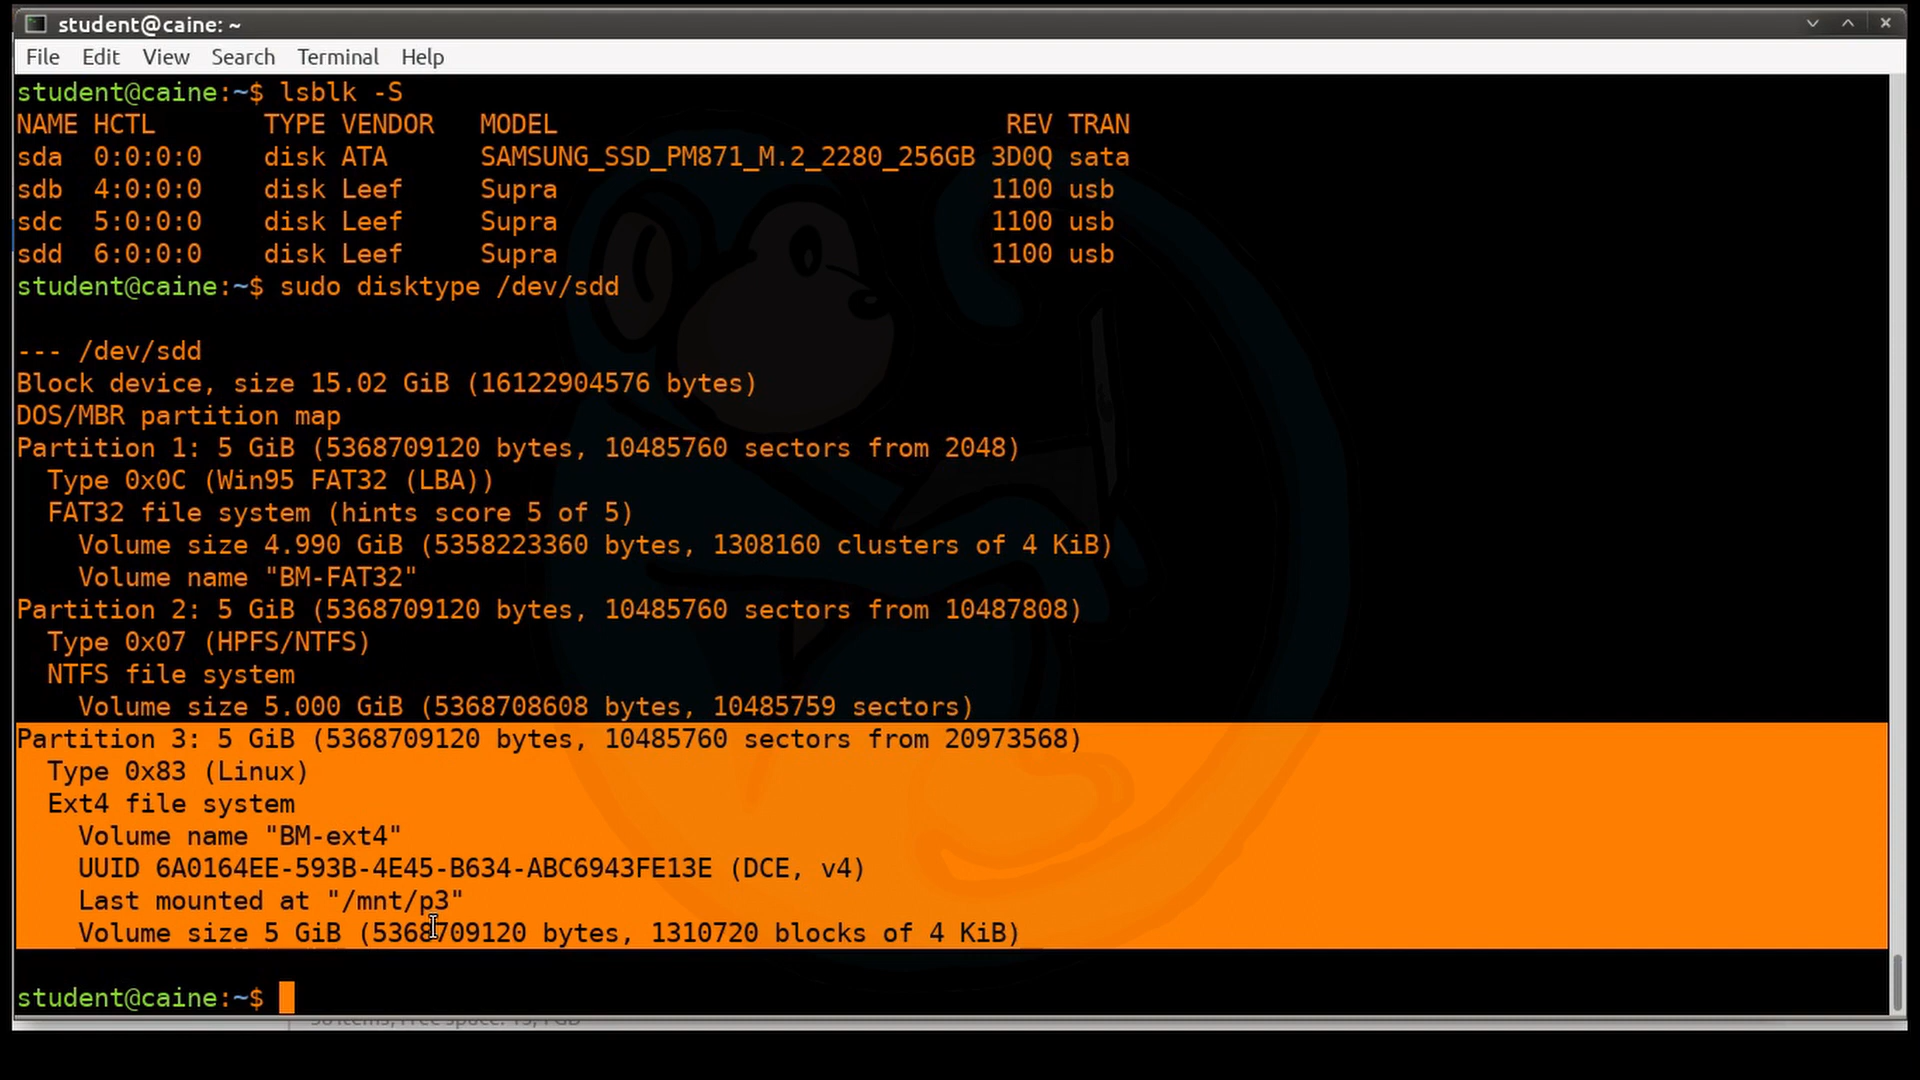 student@caine: ~
File Edit View Search Terminal Help
student@caine:~$ lsblk -S
NAME HCTL       TYPE VENDOR   MODEL                             REV TRAN
sda  0:0:0:0    disk ATA      SAMSUNG_SSD_PM871_M.2_2280_256GB 3D0Q sata
sdb  4:0:0:0    disk Leef     Supra                            1100 usb
sdc  5:0:0:0    disk Leef     Supra                            1100 usb
sdd  6:0:0:0    disk Leef     Supra                            1100 usb
student@caine:~$ sudo disktype /dev/sdd
--- /dev/sdd
Block device, size 15.02 GiB (16122904576 bytes)
DOS/MBR partition map
Partition 1: 5 GiB (5368709120 bytes, 10485760 sectors from 2048)
  Type 0x0C (Win95 FAT32 (LBA))
  FAT32 file system (hints score 5 of 5)
    Volume size 4.990 GiB (5358223360 bytes, 1308160 clusters of 4 KiB)
    Volume name "BM-FAT32"
Partition 2: 5 GiB (5368709120 bytes, 10485760 sectors from 10487808)
  Type 0x07 (HPFS/NTFS)
  NTFS file system
    Volume size 5.000 GiB (5368708608 bytes, 10485759 sectors)
Partition 3: 5 GiB (5368709120 bytes, 10485760 sectors from 20973568)
  Type 0x83 (Linux)
  Ext4 file system
    Volume name "BM-ext4"
    UUID 6A0164EE-593B-4E45-B634-ABC6943FE13E (DCE, v4)
    Last mounted at "/mnt/p3"
    Volume size 5 GiB (5368709120 bytes, 1310720 blocks of 4 KiB)
student@caine:~$